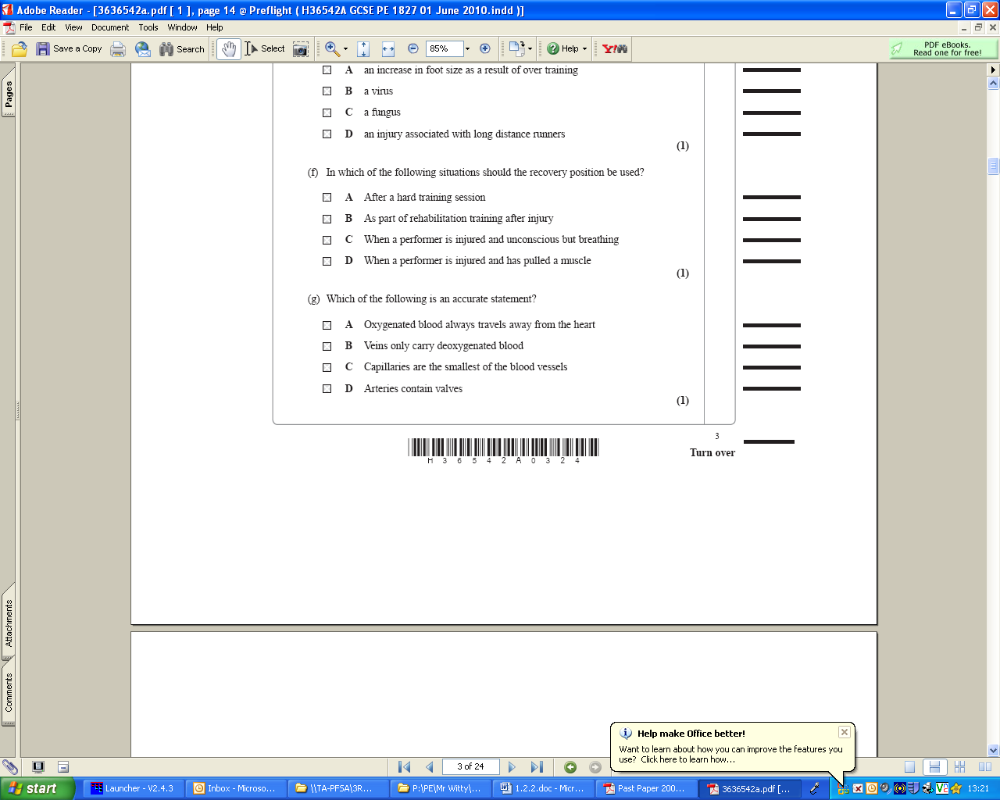 Adobe Reader - [3636542a.pdf [ 1 ], page 14 @ Preflight ( H36542A GCSE PE 1827 01 June 2010.indd )]
File Edit View Document Tools Window Help
Save a Copy Search Select 85% Help Y!
PDF eBooks.
Read one for free!
Pages
A an increase in foot size as a result of over training
B a virus
C a fungus
D an injury associated with long distance runners
(1)
(f) In which of the following situations should the recovery position be used?
A After a hard training session
B As part of rehabilitation training after injury
C When a performer is injured and unconscious but breathing
D When a performer is injured and has pulled a muscle
(1)
(g) Which of the following is an accurate statement?
A Oxygenated blood always travels away from the heart
B Veins only carry deoxygenated blood
C Capillaries are the smallest of the blood vessels
D Arteries contain valves
(1)
3
H36542A0324
Turn over
Attachments
Comments
Help make Office better!
Want to learn about how you can improve the features you
use? Click here to learn how...
3 of 24
start Launcher - V2.4.3 Inbox - Microso... \\TA-PFSA\3R... P:\PE\Mr Witty\... 1.2.2.doc - Micr... Past Paper 200... 3636542a.pdf [... 13:21